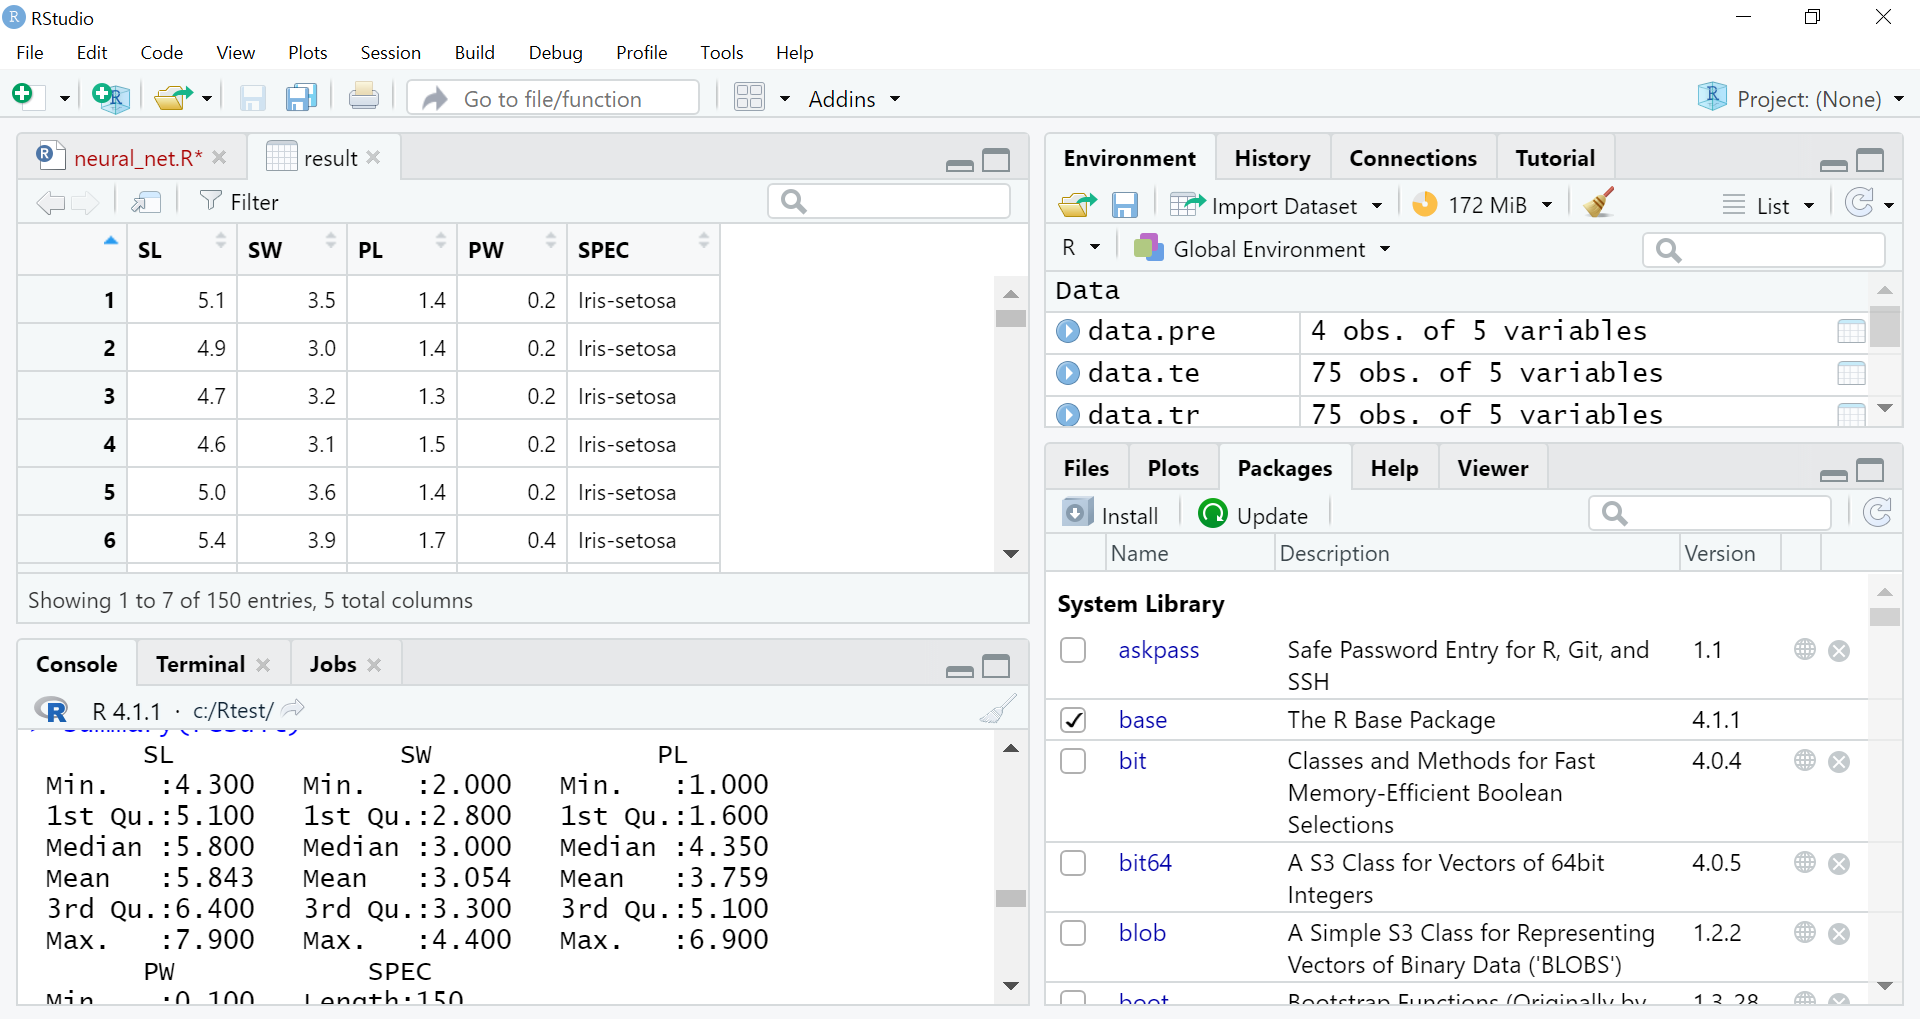 RStudio
File Edit Code View Plots Session Build Debug Profile Tools Help
Go to file/function Addins Project: (None)
neural_net.R* result
Filter
SL SW PL PW SPEC
1 5.1 3.5 1.4 0.2 Iris-setosa
2 4.9 3.0 1.4 0.2 Iris-setosa
3 4.7 3.2 1.3 0.2 Iris-setosa
4 4.6 3.1 1.5 0.2 Iris-setosa
5 5.0 3.6 1.4 0.2 Iris-setosa
6 5.4 3.9 1.7 0.4 Iris-setosa
Showing 1 to 7 of 150 entries, 5 total columns
Console Terminal Jobs
R 4.1.1 · c:/Rtest/
SL SW PL
Min. :4.300 Min. :2.000 Min. :1.000
1st Qu.:5.100 1st Qu.:2.800 1st Qu.:1.600
Median :5.800 Median :3.000 Median :4.350
Mean :5.843 Mean :3.054 Mean :3.759
3rd Qu.:6.400 3rd Qu.:3.300 3rd Qu.:5.100
Max. :7.900 Max. :4.400 Max. :6.900
PW SPEC
Min. :0.100 Length:150
Environment History Connections Tutorial
Import Dataset 172 MiB List
R Global Environment
Data
data.pre 4 obs. of 5 variables
data.te 75 obs. of 5 variables
data.tr 75 obs. of 5 variables
Files Plots Packages Help Viewer
Install Update
Name Description Version
System Library
askpass Safe Password Entry for R, Git, and 1.1
SSH
base The R Base Package 4.1.1
bit Classes and Methods for Fast 4.0.4
Memory-Efficient Boolean
Selections
bit64 A S3 Class for Vectors of 64bit 4.0.5
Integers
blob A Simple S3 Class for Representing 1.2.2
Vectors of Binary Data ('BLOBS')
boot Bootstrap Functions (Originally by 1.3-28